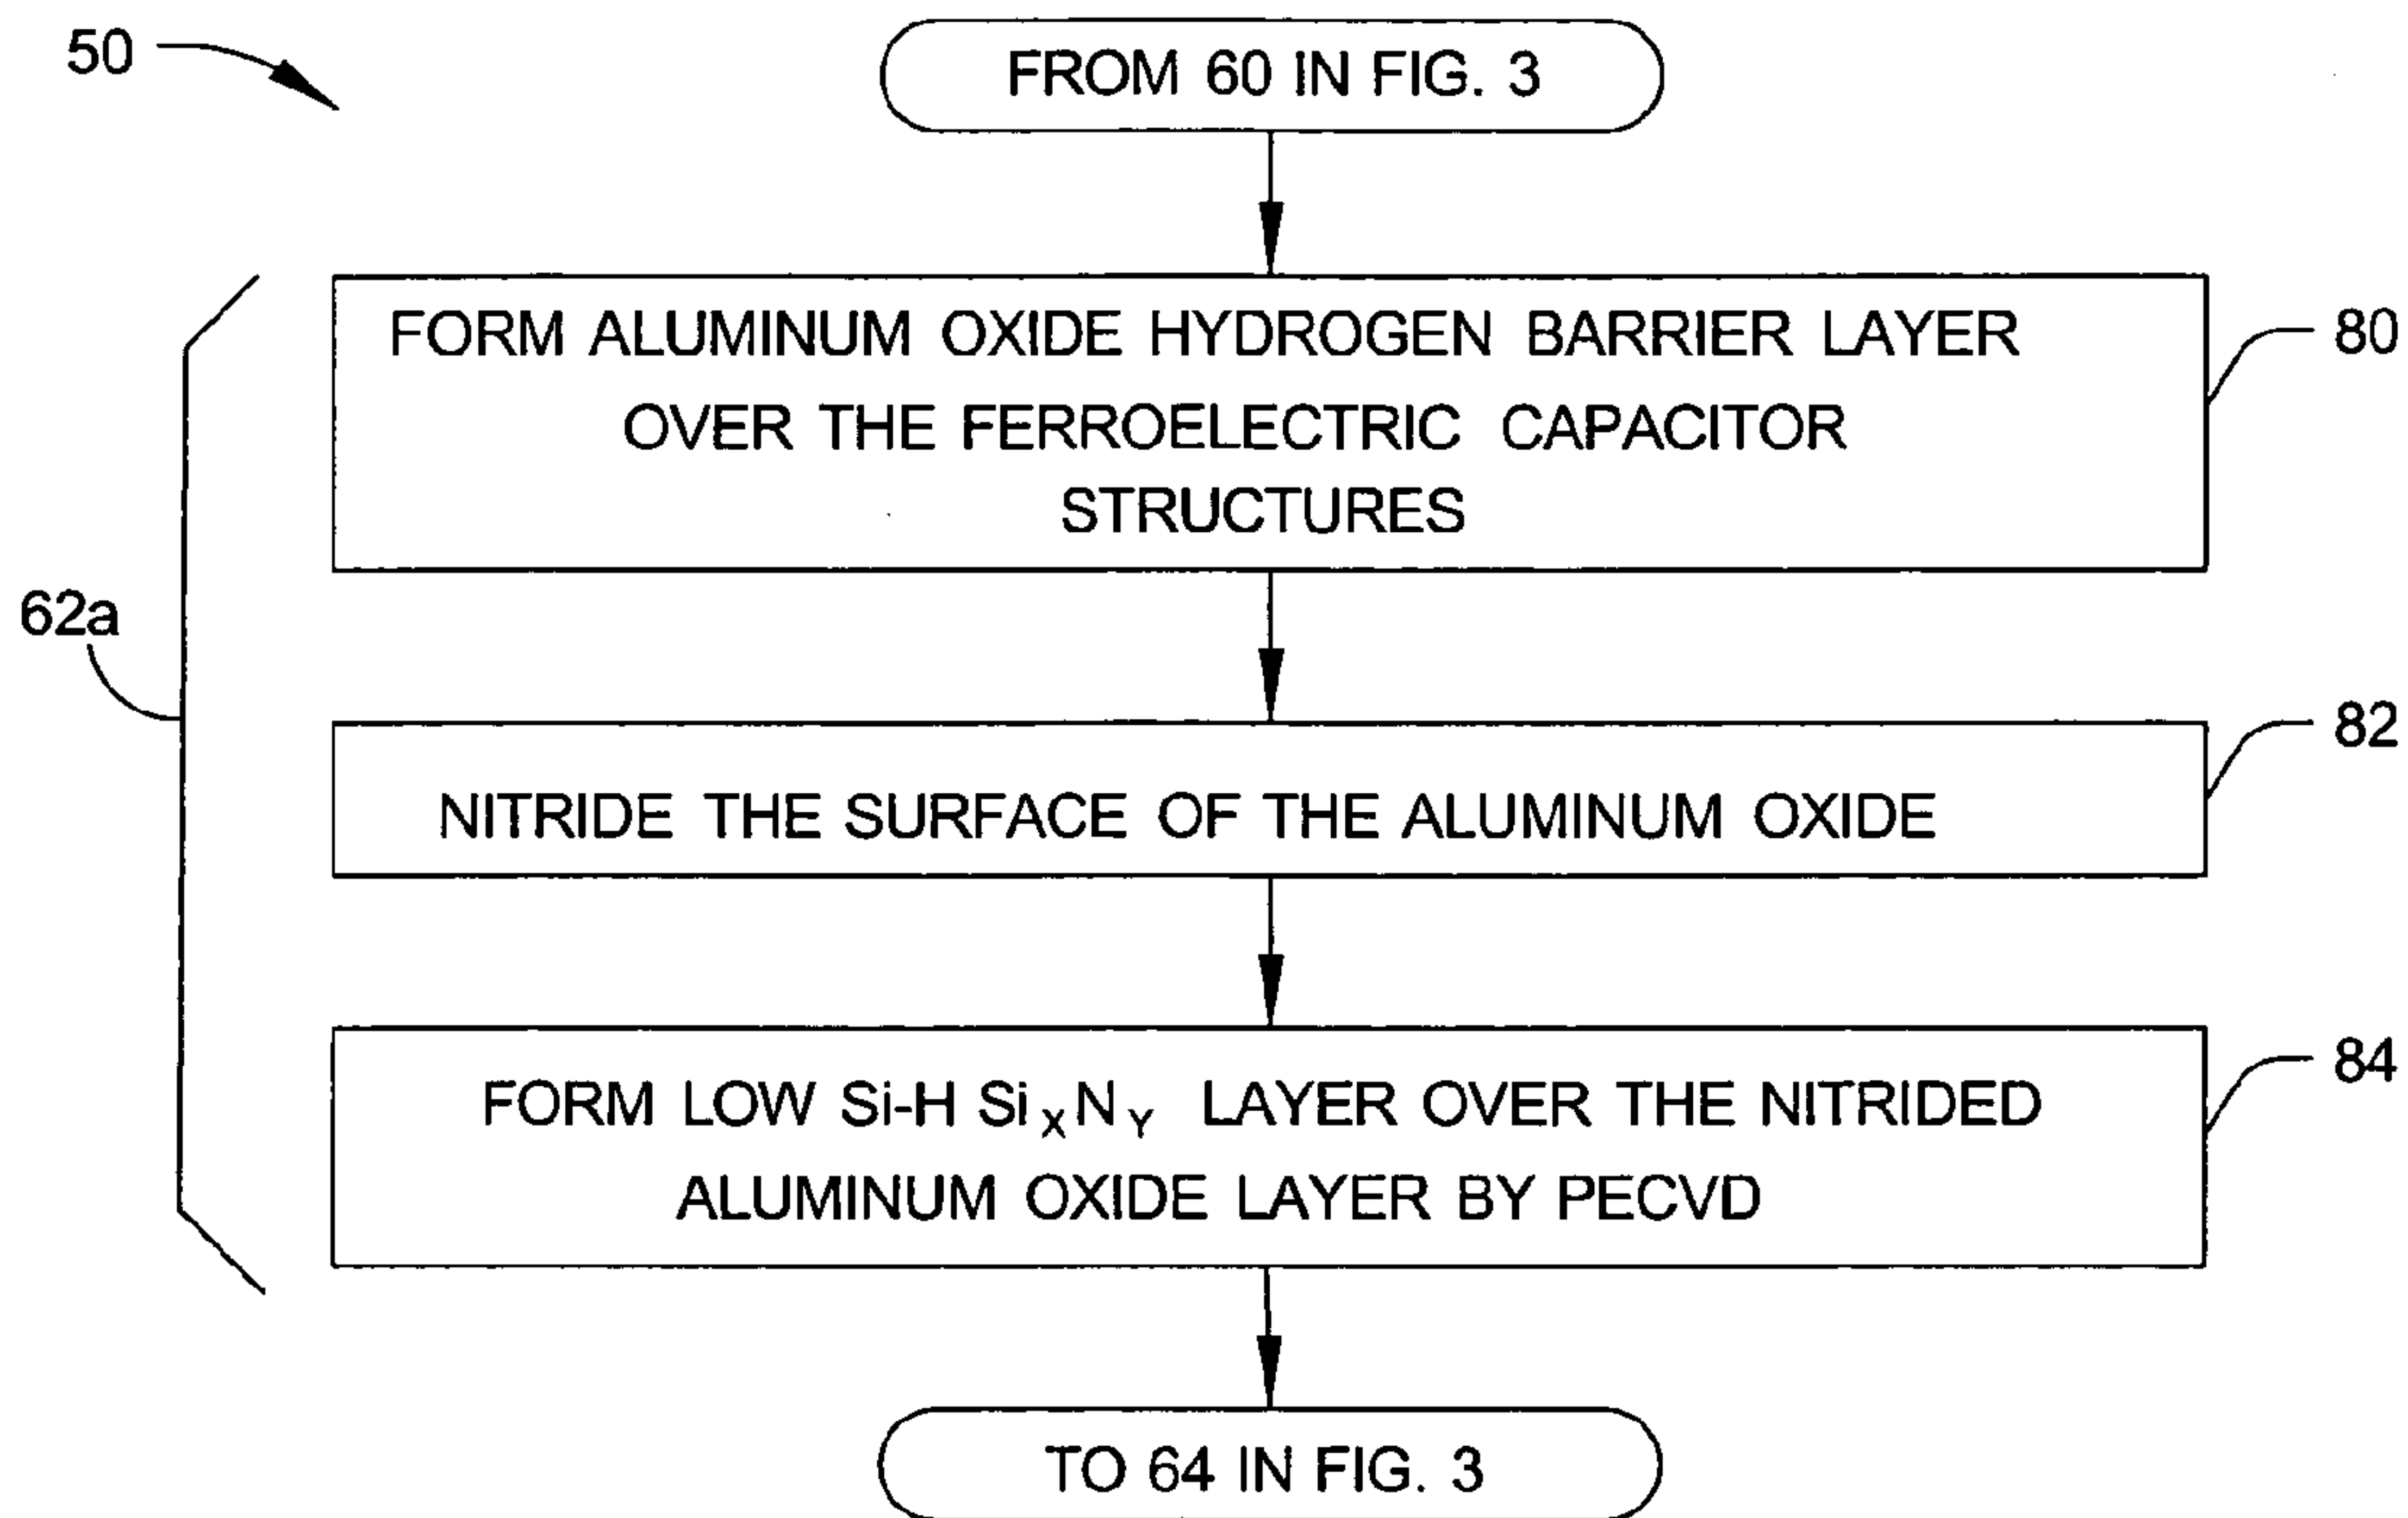 50
FROM 60 IN FIG. 3
FORM ALUMINUM OXIDE HYDROGEN BARRIER LAYER
80
OVER THE FERROELECTRIC CAPACITOR
STRUCTURES
62a
82
NITRIDE THE SURFACE OF THE ALUMINUM OXIDE
84
FORM LOW Si-H SiXNY LAYER OVER THE NITRIDED
ALUMINUM OXIDE LAYER BY PECVD
TO 64 IN FIG. 3